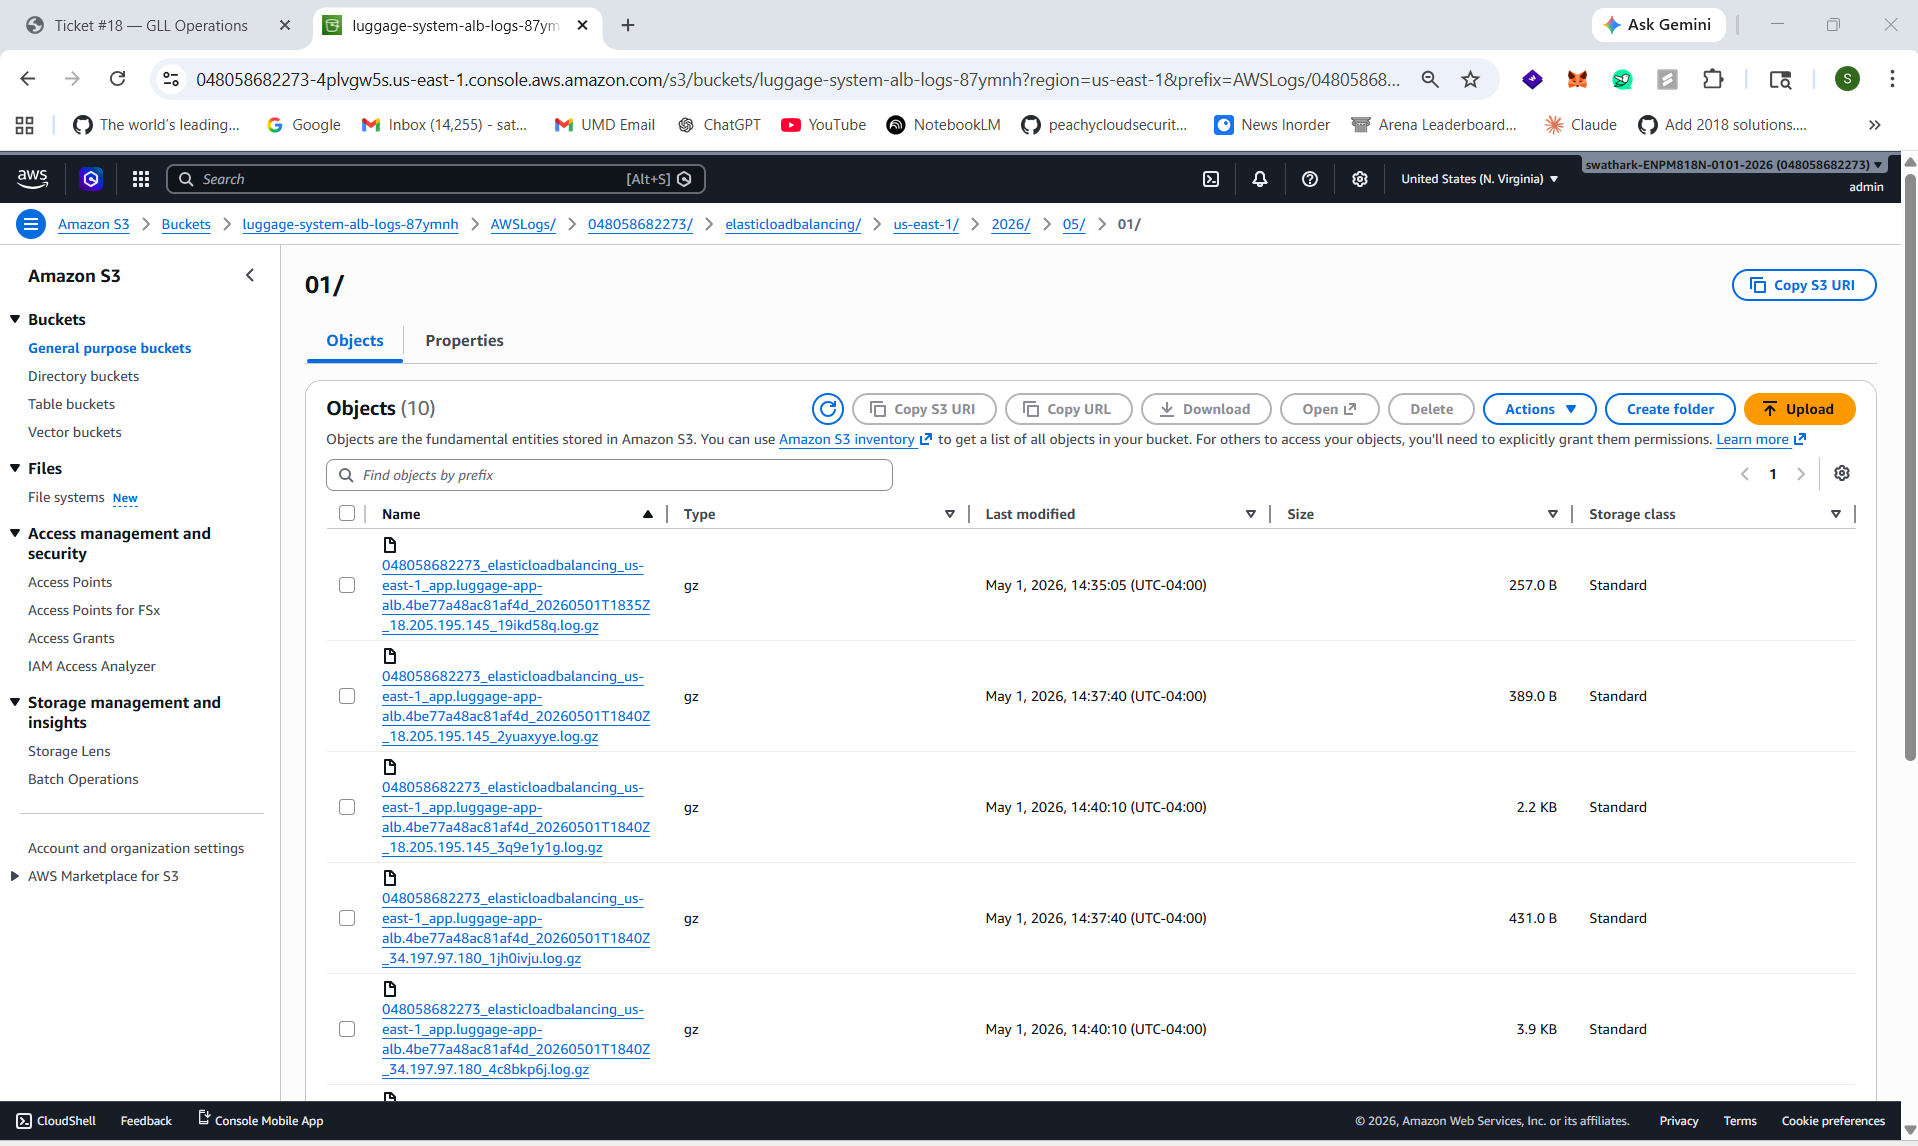 Ticket #18 — GLL Operations
luggage-system-alb-logs-87ymn
Ask Gemini
048058682273-4plvgw5s.us-east-1.console.aws.amazon.com/s3/buckets/luggage-system-alb-logs-87ymnh?region=us-east-1&prefix=AWSLogs/04805868...
S
The world's leading...
Google
Inbox (14,255) - sat...
UMD Email
ChatGPT
YouTube
NotebookLM
peachycloudsecurit...
News Inorder
Arena Leaderboard...
Claude
Add 2018 solutions....
aws
Search
[Alt+S]
United States (N. Virginia)
swathark-ENPM818N-0101-2026 (048058682273)
admin
Amazon S3
Buckets
luggage-system-alb-logs-87ymnh
AWSLogs/
048058682273/
elasticloadbalancing/
us-east-1/
2026/
05/
01/
Amazon S3
Buckets
General purpose buckets
Directory buckets
Table buckets
Vector buckets
Files
File systems New
Access management and
security
Access Points
Access Points for FSx
Access Grants
IAM Access Analyzer
Storage management and
insights
Storage Lens
Batch Operations
Account and organization settings
AWS Marketplace for S3
01/
Copy S3 URI
Objects
Properties
Objects (10)
Copy S3 URI
Copy URL
Download
Open
Delete
Actions
Create folder
Upload
Objects are the fundamental entities stored in Amazon S3. You can use Amazon S3 inventory to get a list of all objects in your bucket. For others to access your objects, you'll need to explicitly grant them permissions. Learn more
Find objects by prefix
1
Name
Type
Last modified
Size
Storage class
048058682273_elasticloadbalancing_us-
east-1_app.luggage-app-
alb.4be77a48ac81af4d_20260501T1835Z
_18.205.195.145_19ikd58q.log.gz
gz
May 1, 2026, 14:35:05 (UTC-04:00)
257.0 B
Standard
048058682273_elasticloadbalancing_us-
east-1_app.luggage-app-
alb.4be77a48ac81af4d_20260501T1840Z
_18.205.195.145_2yuaxyye.log.gz
gz
May 1, 2026, 14:37:40 (UTC-04:00)
389.0 B
Standard
048058682273_elasticloadbalancing_us-
east-1_app.luggage-app-
alb.4be77a48ac81af4d_20260501T1840Z
_18.205.195.145_3q9e1y1g.log.gz
gz
May 1, 2026, 14:40:10 (UTC-04:00)
2.2 KB
Standard
048058682273_elasticloadbalancing_us-
east-1_app.luggage-app-
alb.4be77a48ac81af4d_20260501T1840Z
_34.197.97.180_1jh0ivju.log.gz
gz
May 1, 2026, 14:37:40 (UTC-04:00)
431.0 B
Standard
048058682273_elasticloadbalancing_us-
east-1_app.luggage-app-
alb.4be77a48ac81af4d_20260501T1840Z
_34.197.97.180_4c8bkp6j.log.gz
gz
May 1, 2026, 14:40:10 (UTC-04:00)
3.9 KB
Standard
CloudShell
Feedback
Console Mobile App
© 2026, Amazon Web Services, Inc. or its affiliates.
Privacy
Terms
Cookie preferences